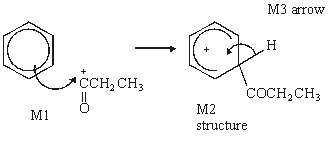 M3 arrow
+
H
+
CCH₂CH₃
O
M1
COCH₂CH₃
M2
structure